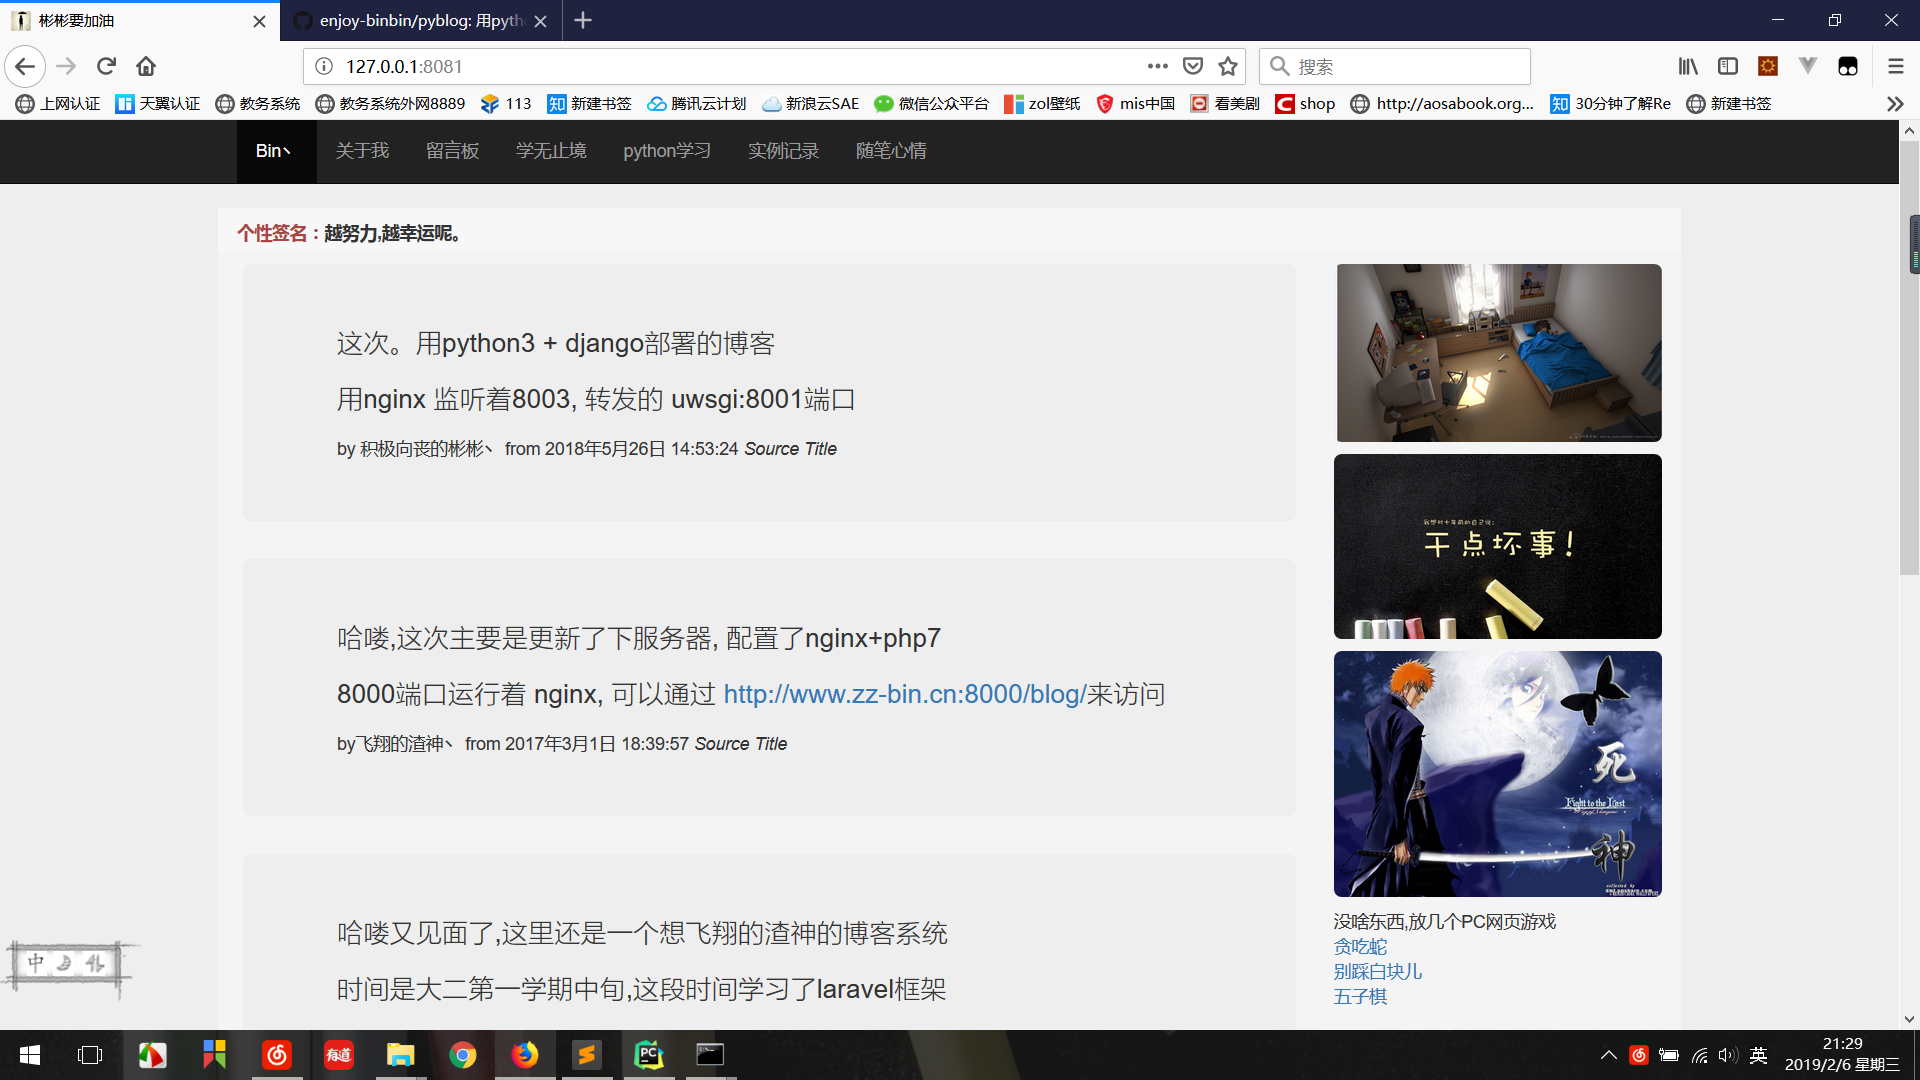 彬彬要加油
enjoy-binbin/pyblog: 用pyth
127.0.0.1:8081
搜索
上网认证
天翼认证
教务系统
教务系统外网8889
113
新建书签
腾讯云计划
新浪云SAE
微信公众平台
zol壁纸
mis中国
看美剧
shop
http://aosabook.org...
30分钟了解Re
新建书签
Bin丶
关于我
留言板
学无止境
python学习
实例记录
随笔心情
个性签名：越努力,越幸运呢。
这次。用python3 + django部署的博客
用nginx 监听着8003, 转发的 uwsgi:8001端口
by 积极向丧的彬彬丶 from 2018年5月26日 14:53:24 Source Title
哈喽,这次主要是更新了下服务器, 配置了nginx+php7
8000端口运行着 nginx, 可以通过 http://www.zz-bin.cn:8000/blog/来访问
by飞翔的渣神丶 from 2017年3月1日 18:39:57 Source Title
哈喽又见面了,这里还是一个想飞翔的渣神的博客系统
时间是大二第一学期中旬,这段时间学习了laravel框架
我想对十年前的自己说：
干点坏事！
死
Fight to the Last
神
没啥东西,放几个PC网页游戏
贪吃蛇
别踩白块儿
五子棋
中
有道
PC
英
21:29
2019/2/6 星期三